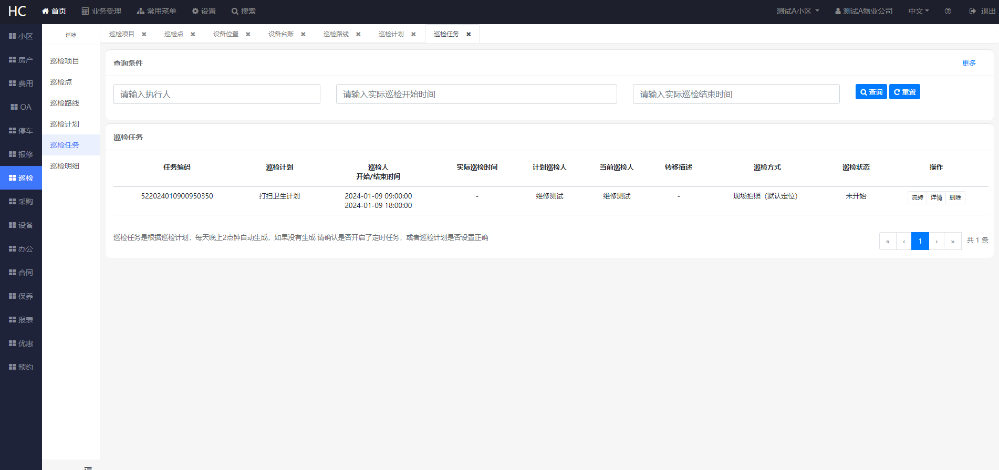 HC 首页 业务受理 常用菜单 设置 搜索 测试A小区 测试A物业公司 中文 退出
小区
房产
费用
OA
停车
报修
巡检
采购
设备
办公
合同
保养
报表
优惠
预约
巡检
巡检项目
巡检点
巡检路线
巡检计划
巡检任务
巡检明细
巡检项目 巡检点 设备位置 设备台账 巡检路线 巡检计划 巡检任务
查询条件 更多
请输入执行人 请输入实际巡检开始时间 请输入实际巡检结束时间 查询 重置
巡检任务
任务编码 巡检计划 巡检人 实际巡检时间 计划巡检人 当前巡检人 转移描述 巡检方式 巡检状态 操作
开始/结束时间
522024010900950350 打扫卫生计划 2024-01-09 09:00:00 - 维修测试 维修测试 - 现场拍照（默认定位） 未开始 流转 详情 删除
2024-01-09 18:00:00
巡检任务是根据巡检计划，每天晚上2点钟自动生成，如果没有生成 请确认是否开启了定时任务，或者巡检计划是否设置正确
« ‹ 1 › » 共 1 条